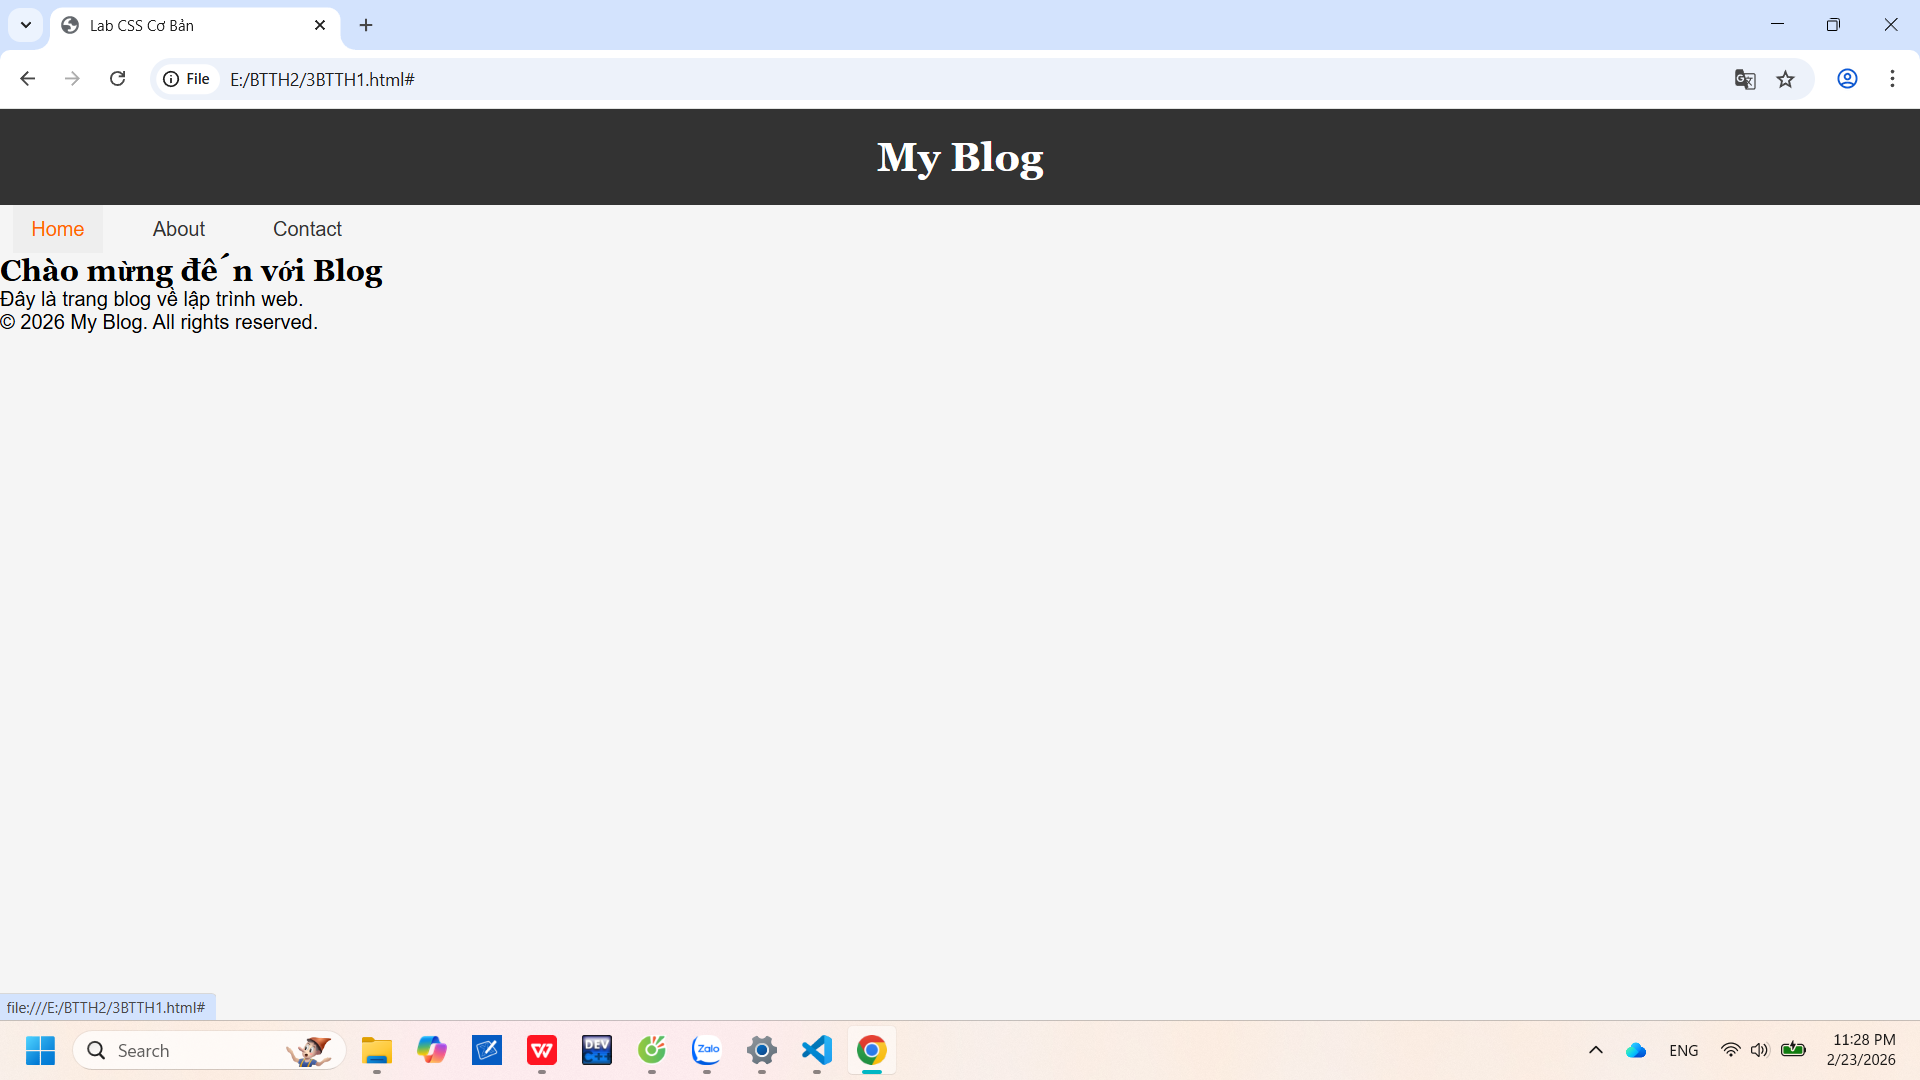 Lab CSS Cơ Bản
File E:/BTTH2/3BTTH1.html#
My Blog
Home About Contact
Chào mừng đến với Blog
Đây là trang blog về lập trình web.
© 2026 My Blog. All rights reserved.
file:///E:/BTTH2/3BTTH1.html#
Search DEV C++ Zalo ENG 11:28 PM
2/23/2026